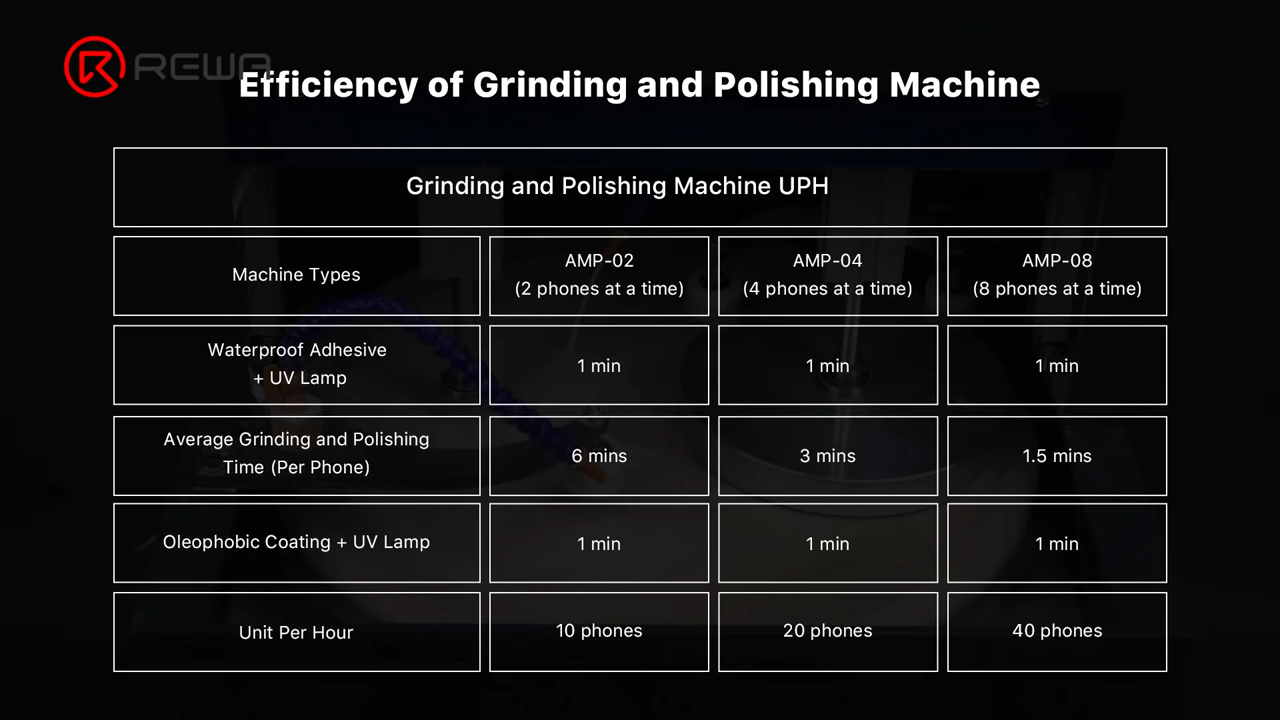 REWA
Efficiency of Grinding and Polishing Machine
Grinding and Polishing Machine UPH
Machine Types
AMP-02
(2 phones at a time)
AMP-04
(4 phones at a time)
AMP-08
(8 phones at a time)
Waterproof Adhesive
+ UV Lamp
1 min
1 min
1 min
Average Grinding and Polishing
Time (Per Phone)
6 mins
3 mins
1.5 mins
Oleophobic Coating + UV Lamp
1 min
1 min
1 min
Unit Per Hour
10 phones
20 phones
40 phones